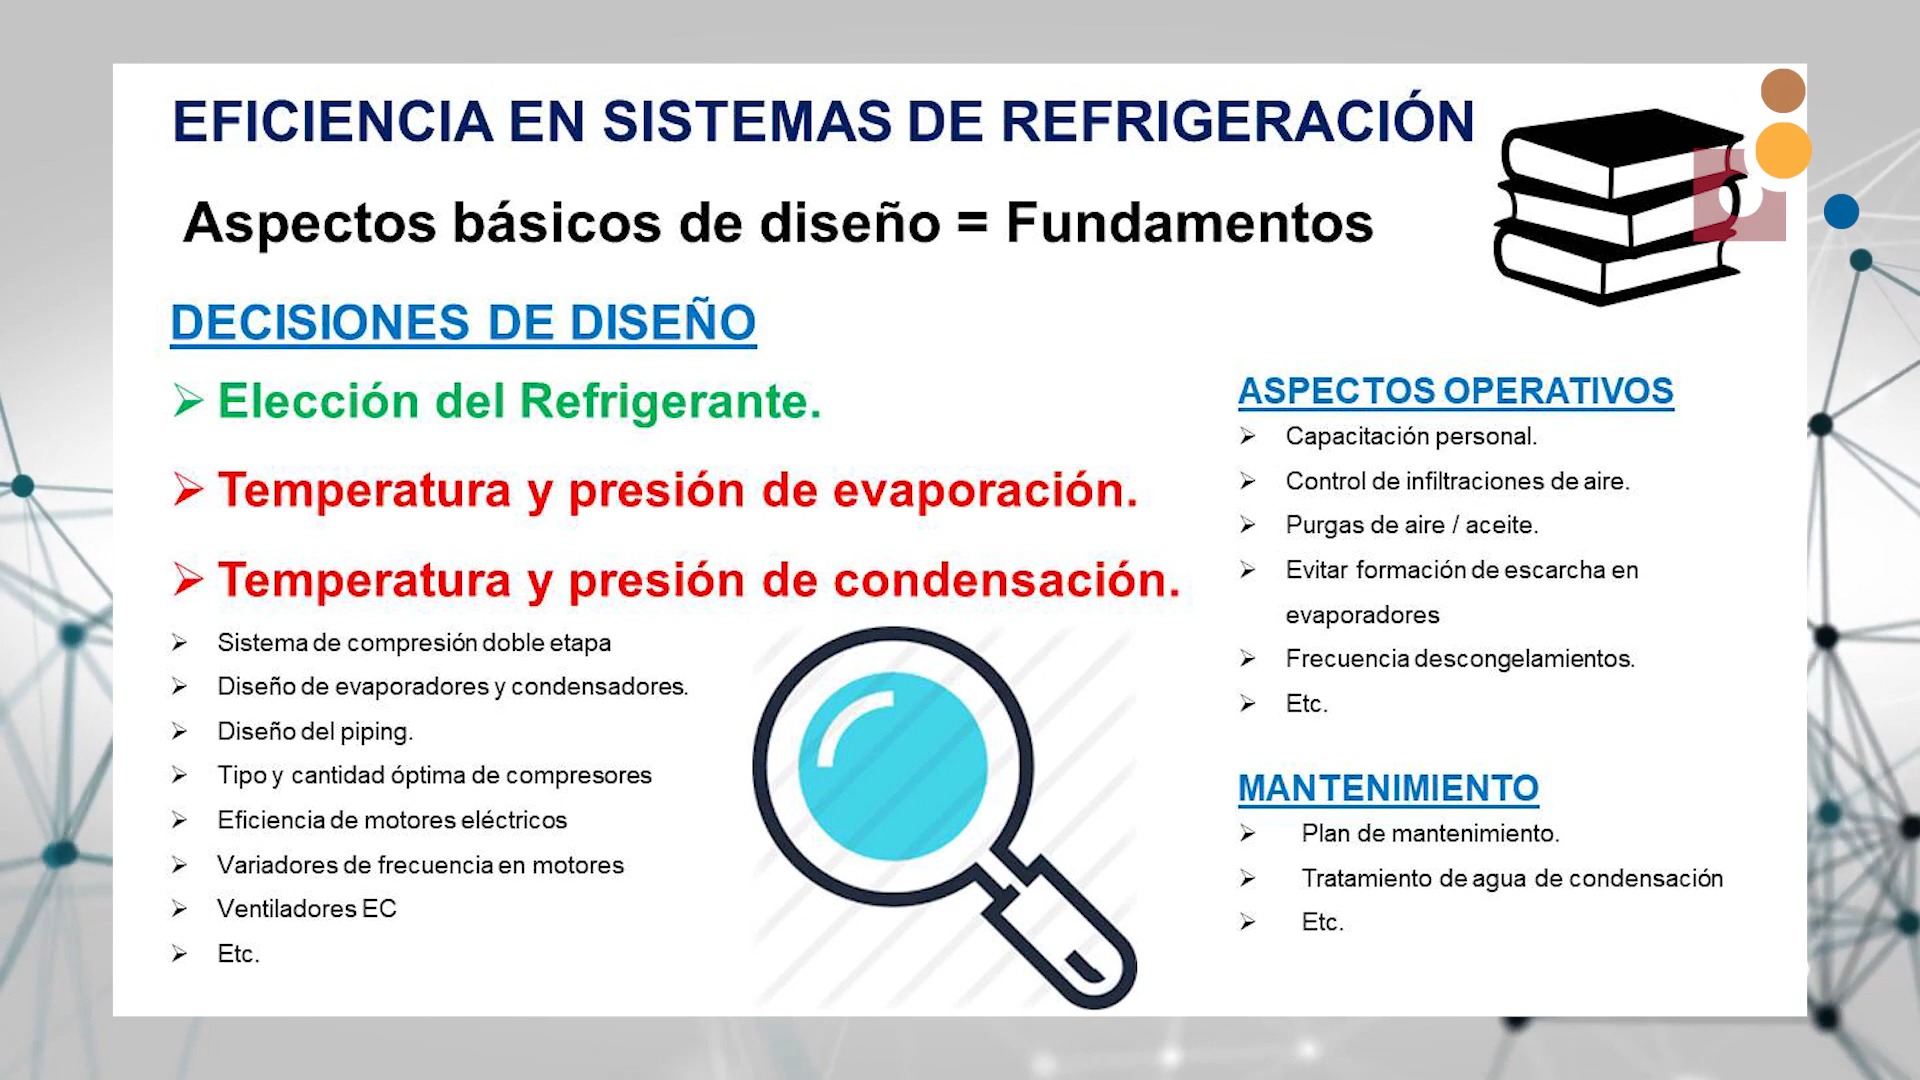 EFICIENCIA EN SISTEMAS DE REFRIGERACIÓN
Aspectos básicos de diseño = Fundamentos
DECISIONES DE DISEÑO
➢ Elección del Refrigerante.
➢ Temperatura y presión de evaporación.
➢ Temperatura y presión de condensación.
➢ Sistema de compresión doble etapa
➢ Diseño de evaporadores y condensadores.
➢ Diseño del piping.
➢ Tipo y cantidad óptima de compresores
➢ Eficiencia de motores eléctricos
➢ Variadores de frecuencia en motores
➢ Ventiladores EC
➢ Etc.
ASPECTOS OPERATIVOS
➢ Capacitación personal.
➢ Control de infiltraciones de aire.
➢ Purgas de aire / aceite.
➢ Evitar formación de escarcha en
evaporadores
➢ Frecuencia descongelamientos.
➢ Etc.
MANTENIMIENTO
➢ Plan de mantenimiento.
➢ Tratamiento de agua de condensación
➢ Etc.